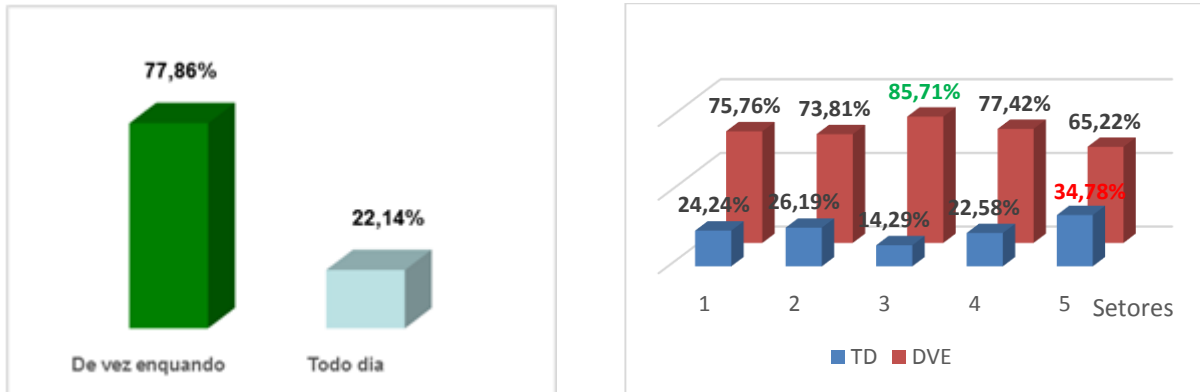 77,86%
22,14%
De vez enquando Todo dia
85,71%
75,76% 73,81% 77,42% 65,22%
24,24% 26,19% 14,29% 22,58% 34,78%
1 2 3 4 5 Setores
TD DVE